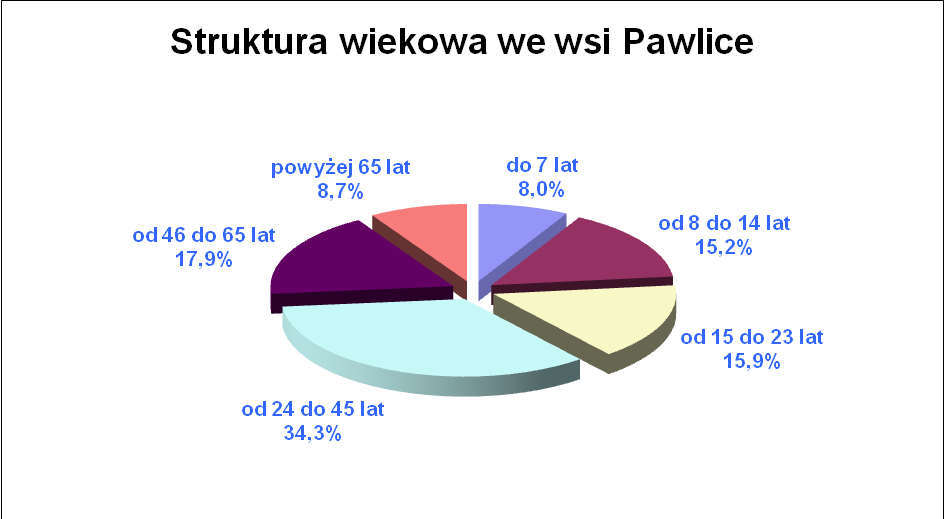 Struktura wiekowa we wsi Pawlice
powyżej 65 lat
8,7%
do 7 lat
8,0%
od 8 do 14 lat
15,2%
od 46 do 65 lat
17,9%
od 15 do 23 lat
15,9%
od 24 do 45 lat
34,3%